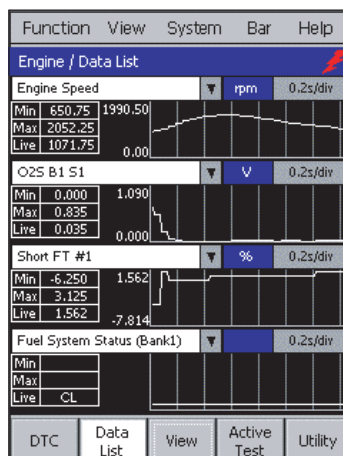 Function View System Bar Help
Engine / Data List
Engine Speed rpm 0.2s/div
Min 650.75 1990.50
Max 2052.25
Live 1071.75
0.00
O2S B1 S1 V 0.2s/div
Min 0.000 1.090
Max 0.835
Live 0.035
0.000
Short FT #1 % 0.2s/div
Min -6.250 1.562
Max 3.125
Live 1.562
-7.814
Fuel System Status (Bank1) 0.2s/div
Min
Max
Live CL
DTC Data List View Active Test Utility